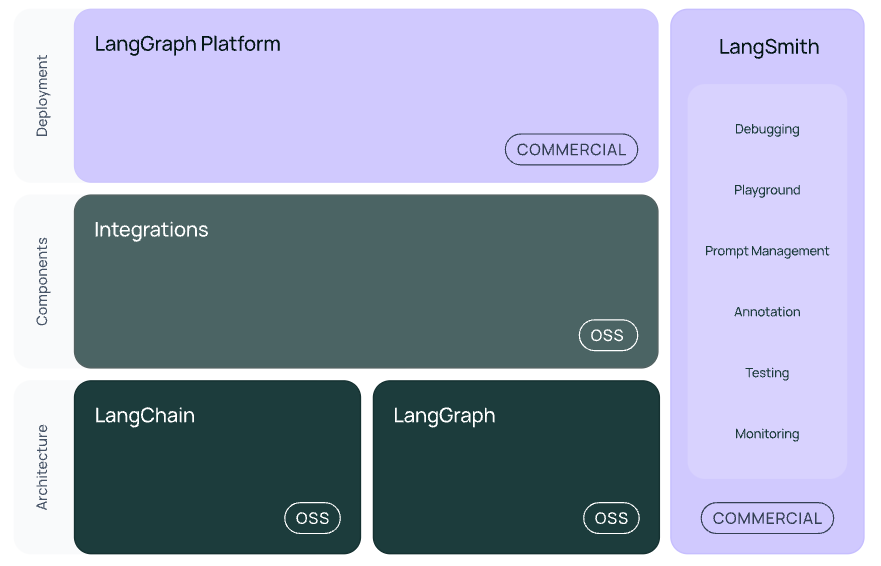 Deployment
LangGraph Platform
COMMERCIAL
Components
Integrations
OSS
Architecture
LangChain
OSS
LangGraph
OSS
LangSmith
Debugging
Playground
Prompt Management
Annotation
Testing
Monitoring
COMMERCIAL